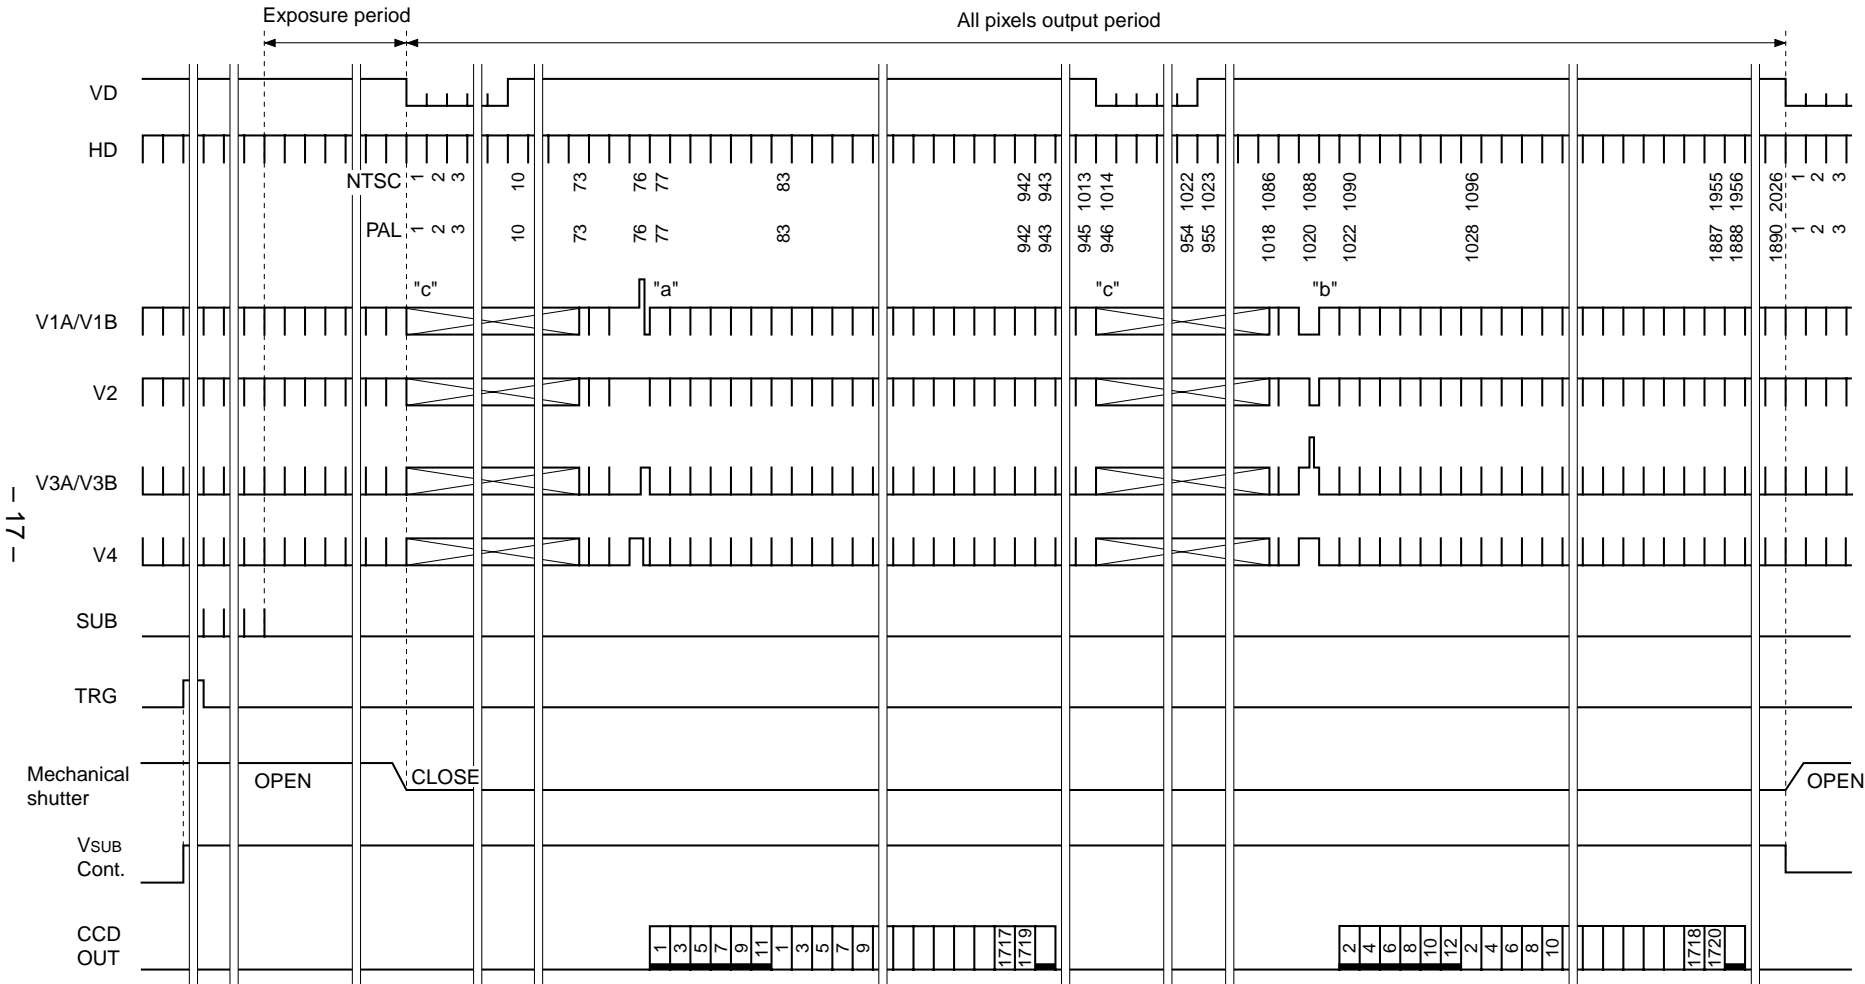 Exposure period
All pixels output period
VD
HD
NTSC 1 2 3 10 73 76 77 83 942 943 1013 1014 1022 1023 1086 1088 1090 1096 1955 1956 2026 1 2 3
PAL 1 2 3 10 73 76 77 83 942 943 945 946 954 955 1018 1020 1022 1028 1887 1888 1890 1 2 3
"c" "a" "c" "b"
V1A/V1B
V2
V3A/V3B
V4
SUB
TRG
Mechanical
shutter
OPEN CLOSE OPEN
VSUB
Cont.
CCD
OUT
1 3 5 7 9 11 1 3 5 7 9 1717 1719 2 4 6 8 10 12 2 4 6 8 10 1718 1720
– 17 –